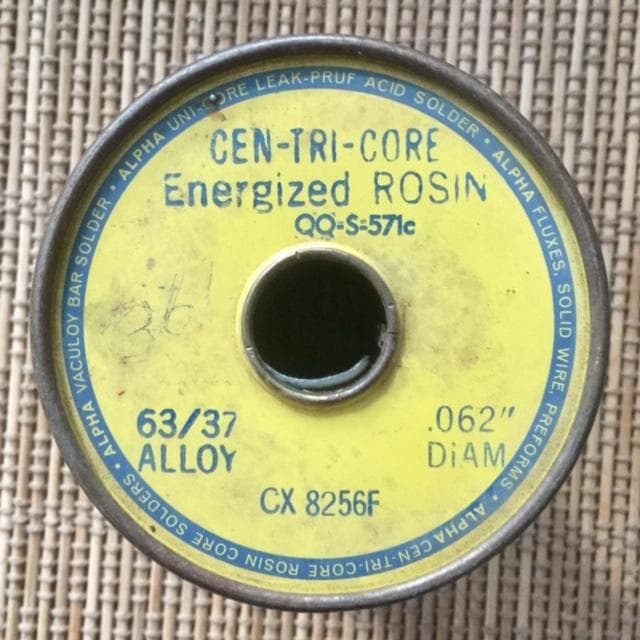 CEN-TRI-CORE
Energized ROSIN
QQ-S-571c
63/37
ALLOY
.062"
DiAM
CX 8256F
ALPHA VACULOY BAR SOLDER • ALPHA UNI-CORE LEAK-PRUF ACID SOLDER • ALPHA FLUXES, SOLID WIRE, PREFORMS • ALPHA CEN-TRI-CORE ROSIN CORE SOLDERS •